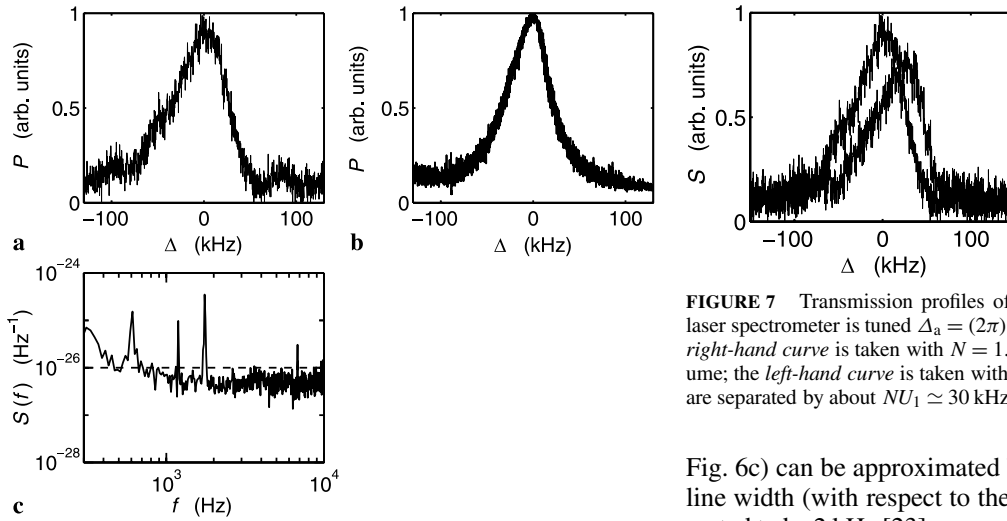 1
0.5
0
P (arb. units)
−100
0
100
Δ (kHz)
a
1
0.5
0
P (arb. units)
−100
0
100
Δ (kHz)
b
10−24
10−26
10−28
S(f) (Hz−1)
103
104
f (Hz)
c
1
0.5
0
S (arb. units)
−100
0
100
Δ (kHz)
FIGURE 7 Transmission profiles of
laser spectrometer is tuned Δa = (2π)
right-hand curve is taken with N = 1.
ume; the left-hand curve is taken with
are separated by about NU1 ≃ 30 kHz
Fig. 6c) can be approximated
line width (with respect to the